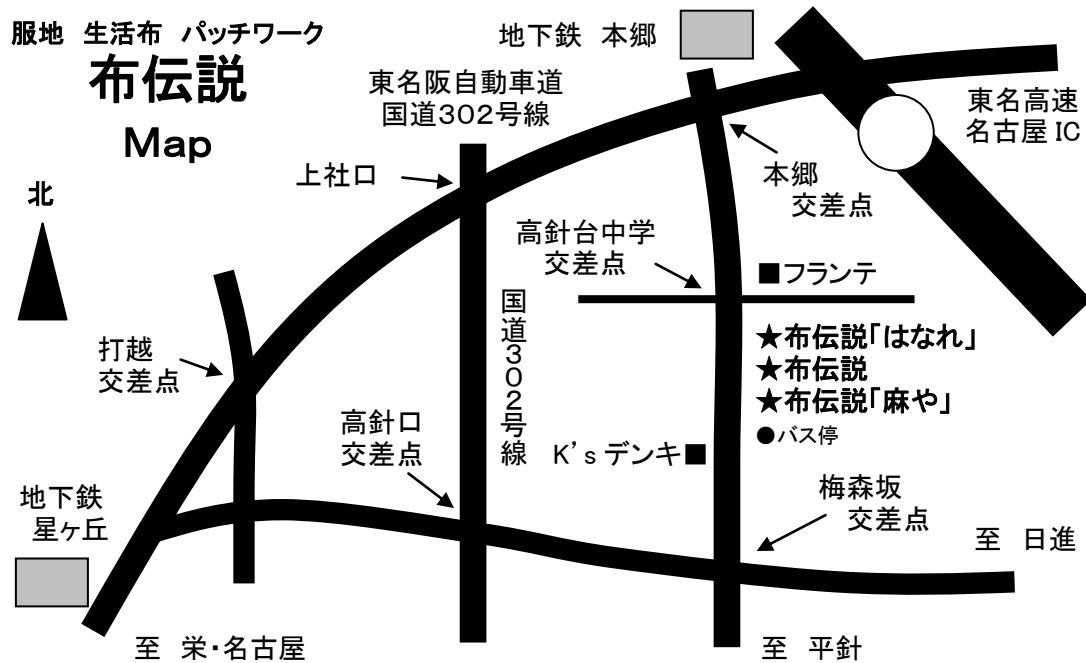 服地 生活布 パッチワーク
布伝説
Map
北
地下鉄 本郷
東名阪自動車道
国道302号線
東名高速
名古屋 IC
上社口
本郷
交差点
高針台中学
交差点
■フランテ
国道302号線
★布伝説「はなれ」
★布伝説
★布伝説「麻や」
●バス停
打越
交差点
高針口
交差点
K's デンキ■
地下鉄
星ヶ丘
梅森坂
交差点
至 日進
至 栄・名古屋
至 平針